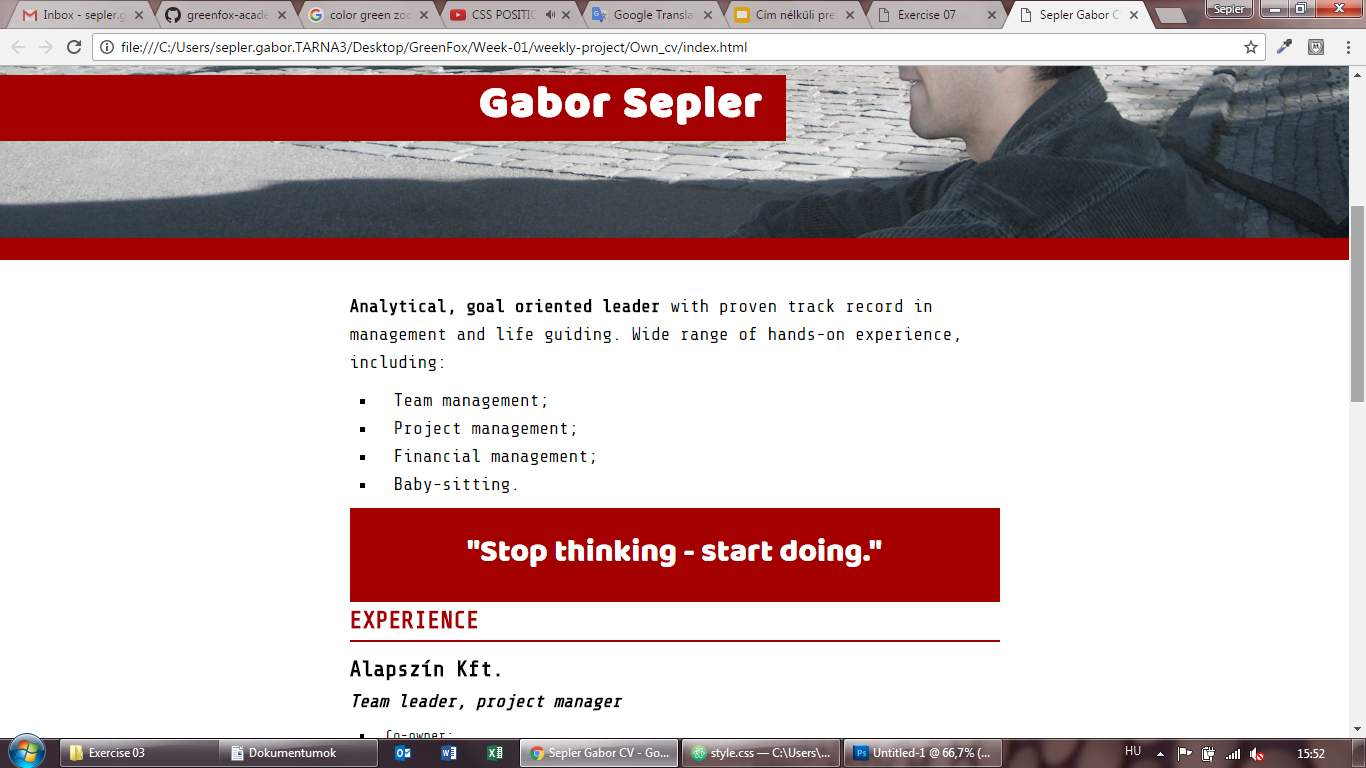 Inbox - sepler.g
greenfox-acade
color green zoo
CSS POSITIC
Google Transla
Cím nélküli pre
Exercise 07
Sepler Gabor C
Sepler
file:///C:/Users/sepler.gabor.TARNA3/Desktop/GreenFox/Week-01/weekly-project/Own_cv/index.html
Gabor Sepler
Analytical, goal oriented leader with proven track record in
management and life guiding. Wide range of hands-on experience,
including:
Team management;
Project management;
Financial management;
Baby-sitting.
"Stop thinking - start doing."
EXPERIENCE
Alapszín Kft.
Team leader, project manager
Co-owner;
Exercise 03
Dokumentumok
Sepler Gabor CV - Go...
style.css — C:\Users\...
Untitled-1 @ 66,7% (...
HU
15:52